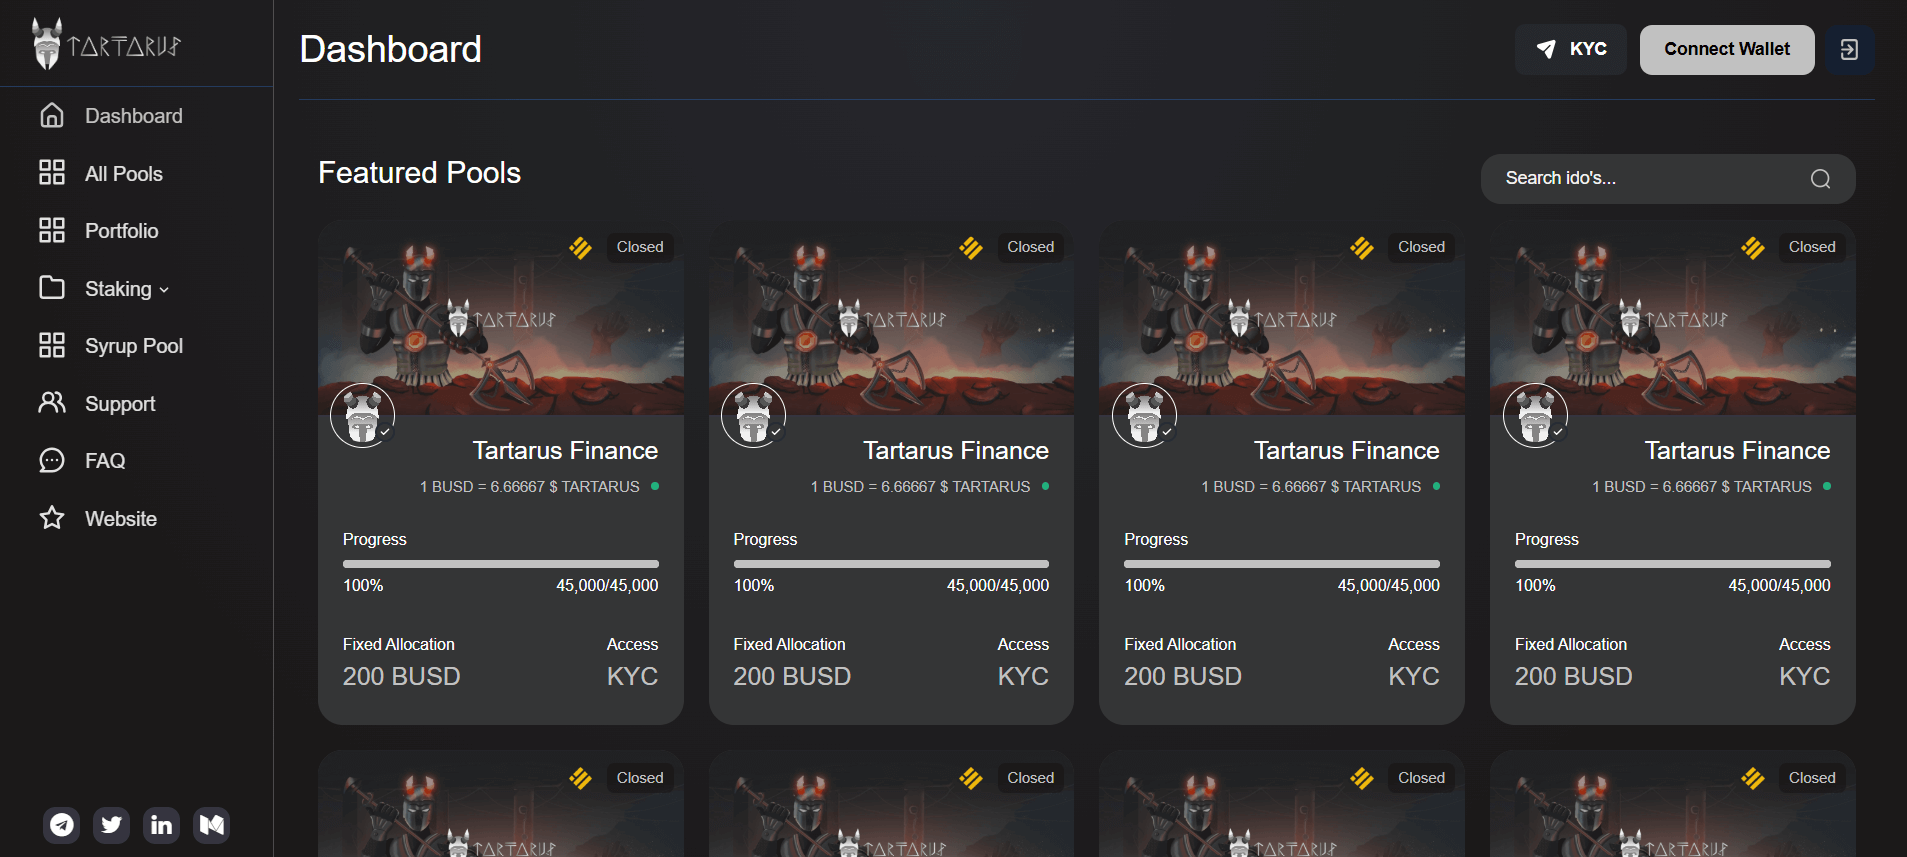 TARTARUS
Dashboard
KYC
Connect Wallet
Dashboard
All Pools
Portfolio
Staking
Syrup Pool
Support
FAQ
Website
Featured Pools
Search ido's...
Closed
TARTARUS
Tartarus Finance
1 BUSD = 6.66667 $ TARTARUS
Progress
100% 45,000/45,000
Fixed Allocation Access
200 BUSD KYC
Closed
TARTARUS
Tartarus Finance
1 BUSD = 6.66667 $ TARTARUS
Progress
100% 45,000/45,000
Fixed Allocation Access
200 BUSD KYC
Closed
TARTARUS
Tartarus Finance
1 BUSD = 6.66667 $ TARTARUS
Progress
100% 45,000/45,000
Fixed Allocation Access
200 BUSD KYC
Closed
TARTARUS
Tartarus Finance
1 BUSD = 6.66667 $ TARTARUS
Progress
100% 45,000/45,000
Fixed Allocation Access
200 BUSD KYC
Closed
TARTARUS
Closed
TARTARUS
Closed
TARTARUS
Closed
TARTARUS